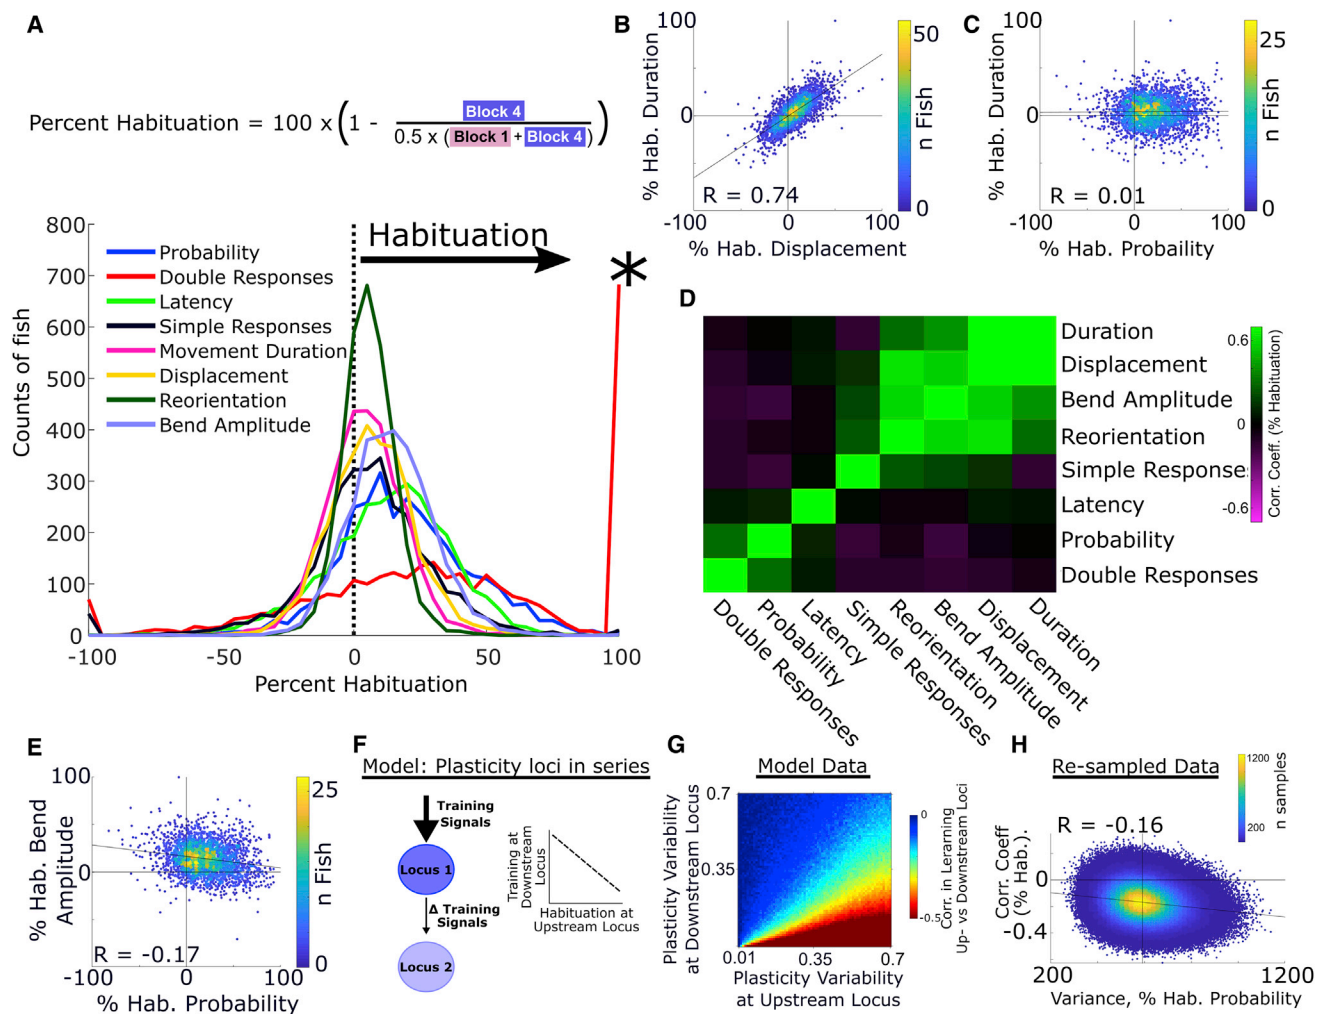 A
Percent Habituation = 100 x(1 - Block 4
0.5 x (Block 1 + Block 4))
800
700
600
500
400
300
200
100
0
Counts of fish
Habituation
*
Probability
Double Responses
Latency
Simple Responses
Movement Duration
Displacement
Reorientation
Bend Amplitude
-100
-50
0
50
100
Percent Habituation
B
100
0
-100
% Hab. Duration
R = 0.74
0
100
% Hab. Displacement
50
0
n Fish
C
100
0
-100
% Hab. Duration
R = 0.01
0
100
% Hab. Probaility
25
0
n Fish
D
Duration
Displacement
Bend Amplitude
Reorientation
Simple Response
Latency
Probability
Double Responses
Double Responses
Probability
Latency
Simple Responses
Reorientation
Bend Amplitude
Displacement
Duration
0.6
0
-0.6
Corr. Coeff. (% Habituation)
E
100
0
-100
% Hab. Bend
Amplitude
R = -0.17
0
100
% Hab. Probability
25
0
n Fish
F
Model: Plasticity loci in series
Training
Signals
Locus 1
Δ Training
Signals
Locus 2
Training at
Downstream
Locus
Habituation at
Upstream Locus
G
Model Data
0.7
0.35
0.01
0.35
0.7
Plasticity Variability
at Downstream Locus
Plasticity Variability
at Upstream Locus
0
-0.5
Corr. in Lerarning
Up- vs Downstream Loci
H
Re-sampled Data
1200
200
n samples
R = -0.16
0
-0.4
Corr. Coeff
(% Hab.)
200
1200
Variance, % Hab. Probability